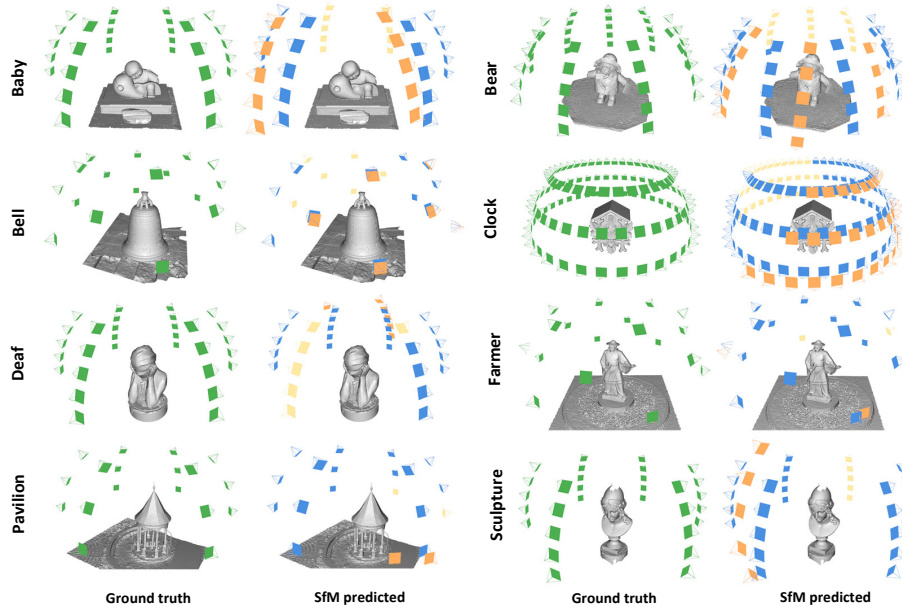 Baby
Bell
Deaf
Pavilion
Ground truth
SfM predicted
Bear
Clock
Farmer
Sculpture
Ground truth
SfM predicted